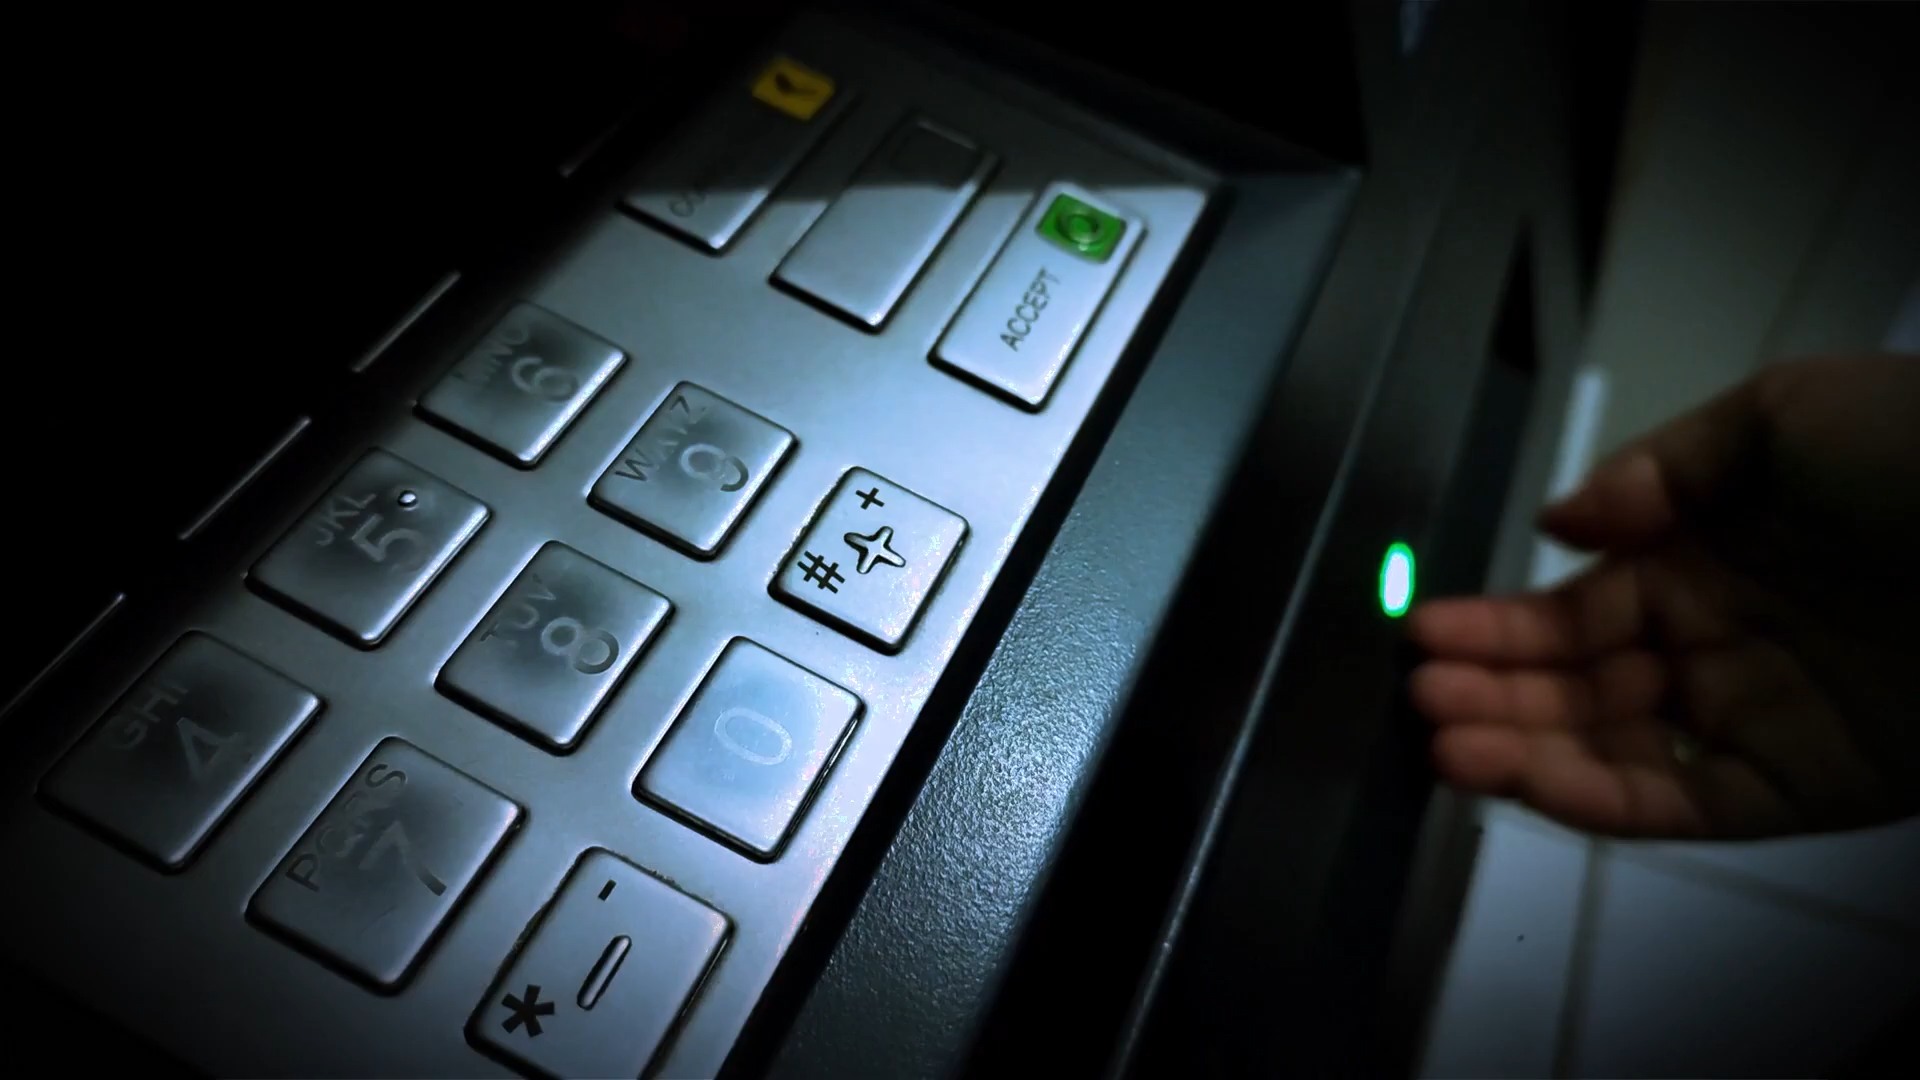 GHI 4
JKL 5
MNO 6
PQRS 7
TUV 8
WXYZ 9
* -
0
# +
ACCEPT